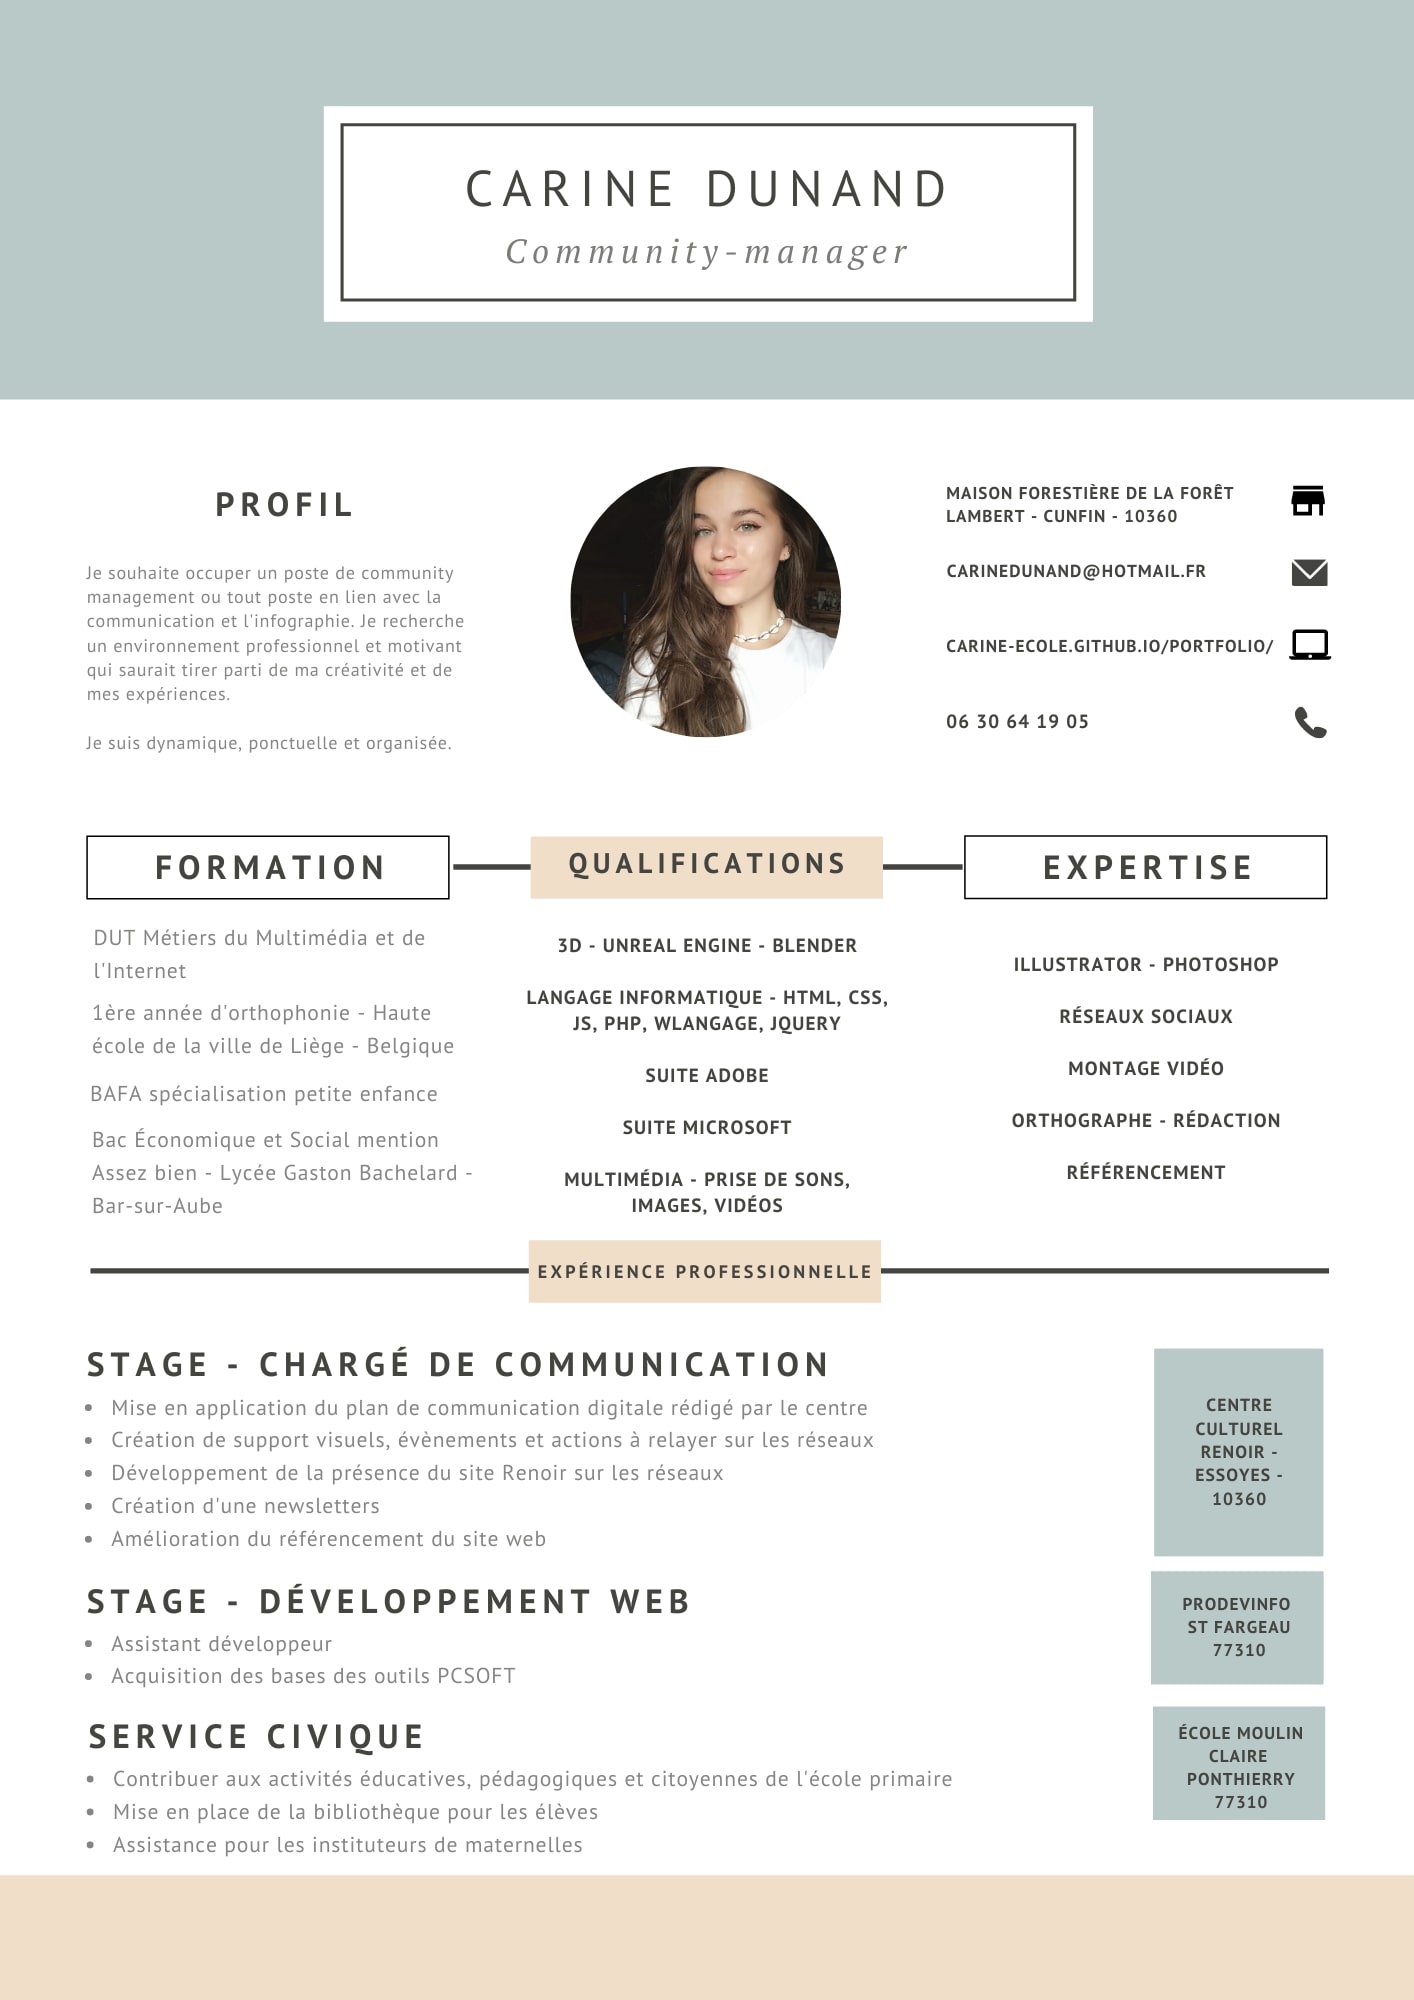 CARINE DUNAND
Community-manager
PROFIL
Je souhaite occuper un poste de community
management ou tout poste en lien avec la
communication et l'infographie. Je recherche
un environnement professionnel et motivant
qui saurait tirer parti de ma créativité et de
mes expériences.
Je suis dynamique, ponctuelle et organisée.
MAISON FORESTIÈRE DE LA FORÊT
LAMBERT - CUNFIN - 10360
CARINEDUNAND@HOTMAIL.FR
CARINE-ECOLE.GITHUB.IO/PORTFOLIO/
06 30 64 19 05
FORMATION
DUT Métiers du Multimédia et de
l'Internet
1ère année d'orthophonie - Haute
école de la ville de Liège - Belgique
BAFA spécialisation petite enfance
Bac Économique et Social mention
Assez bien - Lycée Gaston Bachelard -
Bar-sur-Aube
QUALIFICATIONS
3D - UNREAL ENGINE - BLENDER
LANGAGE INFORMATIQUE - HTML, CSS,
JS, PHP, WLANGAGE, JQUERY
SUITE ADOBE
SUITE MICROSOFT
MULTIMÉDIA - PRISE DE SONS,
IMAGES, VIDÉOS
EXPERTISE
ILLUSTRATOR - PHOTOSHOP
RÉSEAUX SOCIAUX
MONTAGE VIDÉO
ORTHOGRAPHE - RÉDACTION
RÉFÉRENCEMENT
EXPÉRIENCE PROFESSIONNELLE
STAGE - CHARGÉ DE COMMUNICATION
• Mise en application du plan de communication digitale rédigé par le centre
• Création de support visuels, évènements et actions à relayer sur les réseaux
• Développement de la présence du site Renoir sur les réseaux
• Création d'une newsletters
• Amélioration du référencement du site web
CENTRE
CULTUREL
RENOIR -
ESSOYES -
10360
STAGE - DÉVELOPPEMENT WEB
• Assistant développeur
• Acquisition des bases des outils PCSOFT
PRODEVINFO
ST FARGEAU
77310
SERVICE CIVIQUE
• Contribuer aux activités éducatives, pédagogiques et citoyennes de l'école primaire
• Mise en place de la bibliothèque pour les élèves
• Assistance pour les instituteurs de maternelles
ÉCOLE MOULIN
CLAIRE
PONTHIERRY
77310